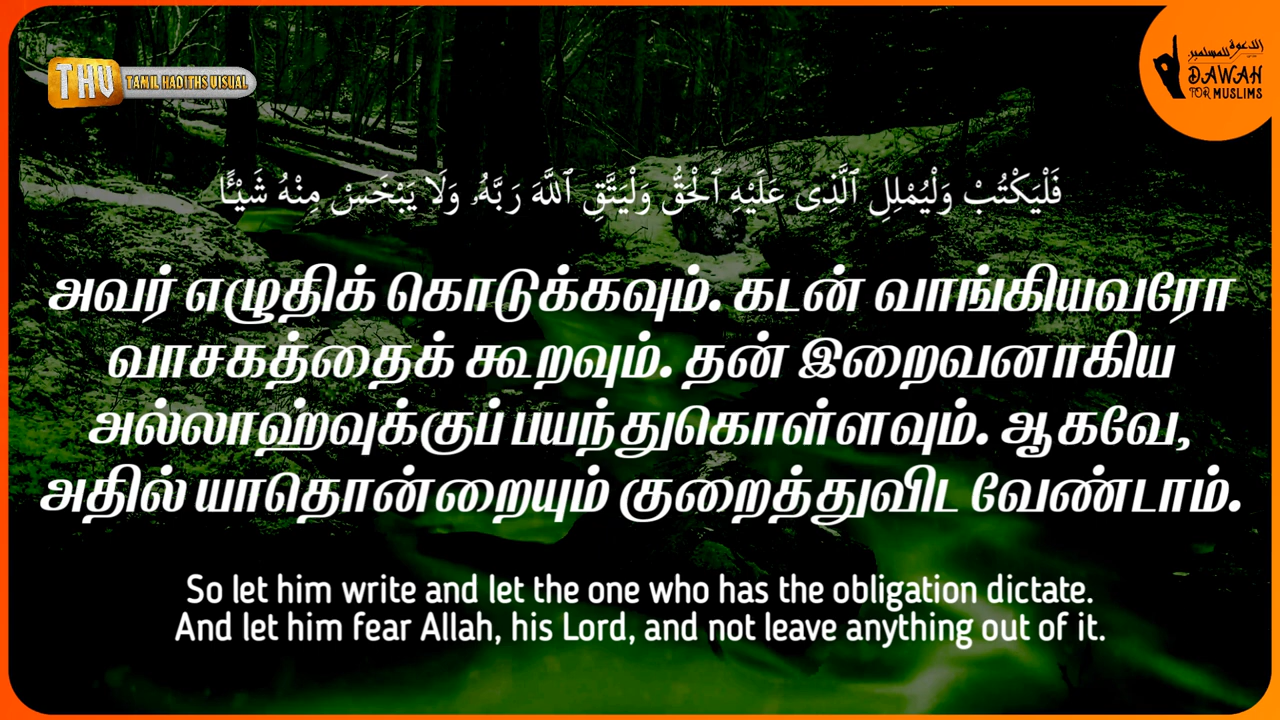 THV TAMIL HADITHS VISUAL
الدعوة للمسلمين
DAWAH
FOR MUSLIMS
فَلْيَكْتُبْ وَلْيُمْلِلِ ٱلَّذِى عَلَيْهِ ٱلْحَقُّ وَلْيَتَّقِ ٱللَّهَ رَبَّهُۥ وَلَا يَبْخَسْ مِنْهُ شَيْـًٔا
அவர் எழுதிக் கொடுக்கவும். கடன் வாங்கியவரோ
வாசகத்தைக் கூறவும். தன் இறைவனாகிய
அல்லாஹ்வுக்குப் பயந்துகொள்ளவும். ஆகவே,
அதில் யாதொன்றையும் குறைத்துவிட வேண்டாம்.
So let him write and let the one who has the obligation dictate.
And let him fear Allah, his Lord, and not leave anything out of it.